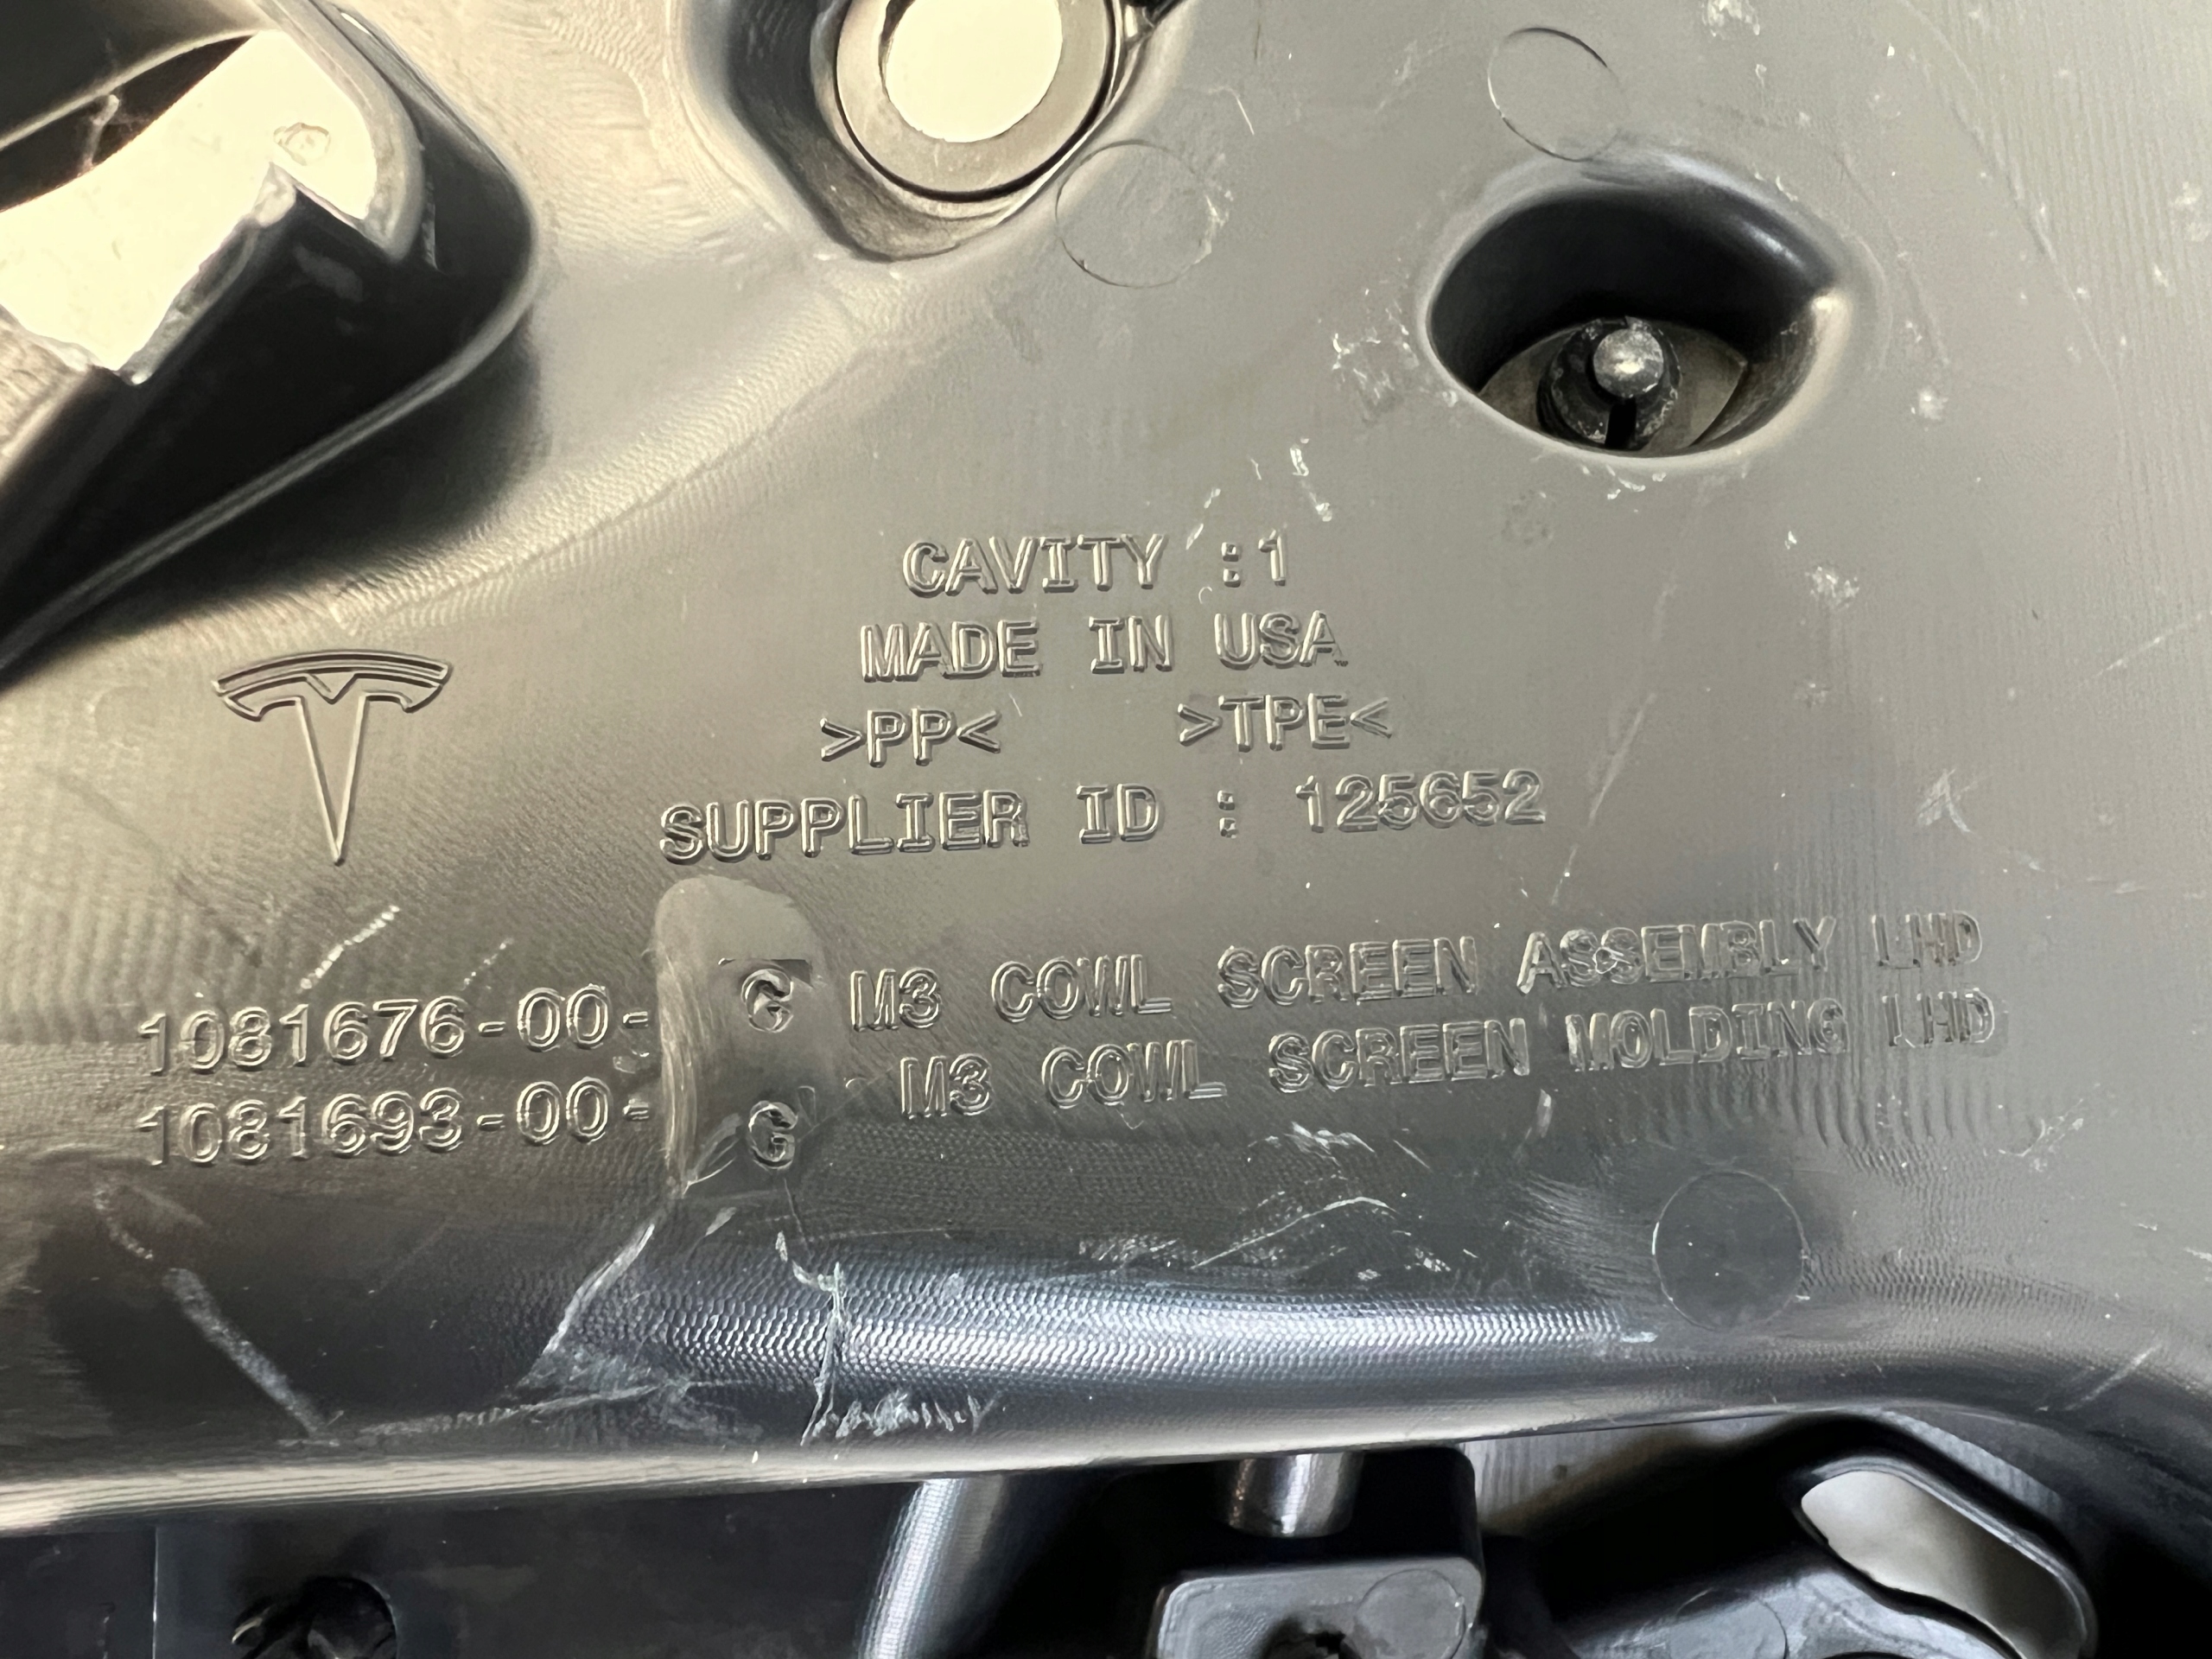 CAVITY :1
MADE IN USA
>PP< >TPE<
SUPPLIER ID : 125652
1081676-00-G M3 COWL SCREEN ASSEMBLY LHD
1081693-00-G M3 COWL SCREEN MOLDING LHD